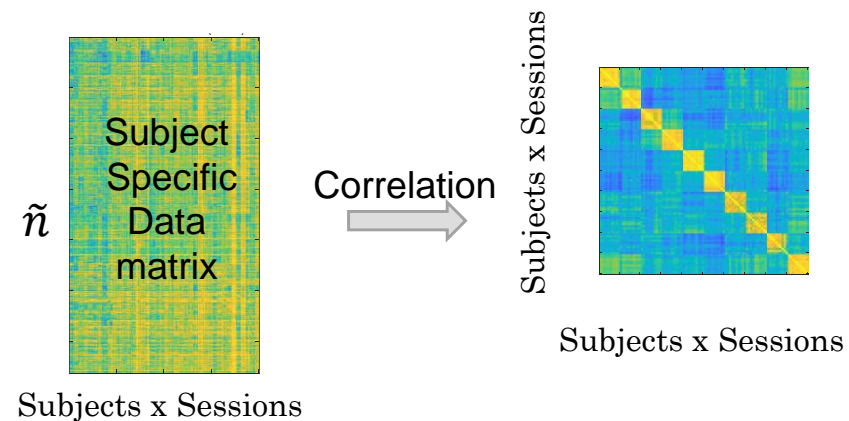 Subject
Specific
Data
matrix
ñ
Subjects x Sessions
Correlation
Subjects x Sessions
Subjects x Sessions